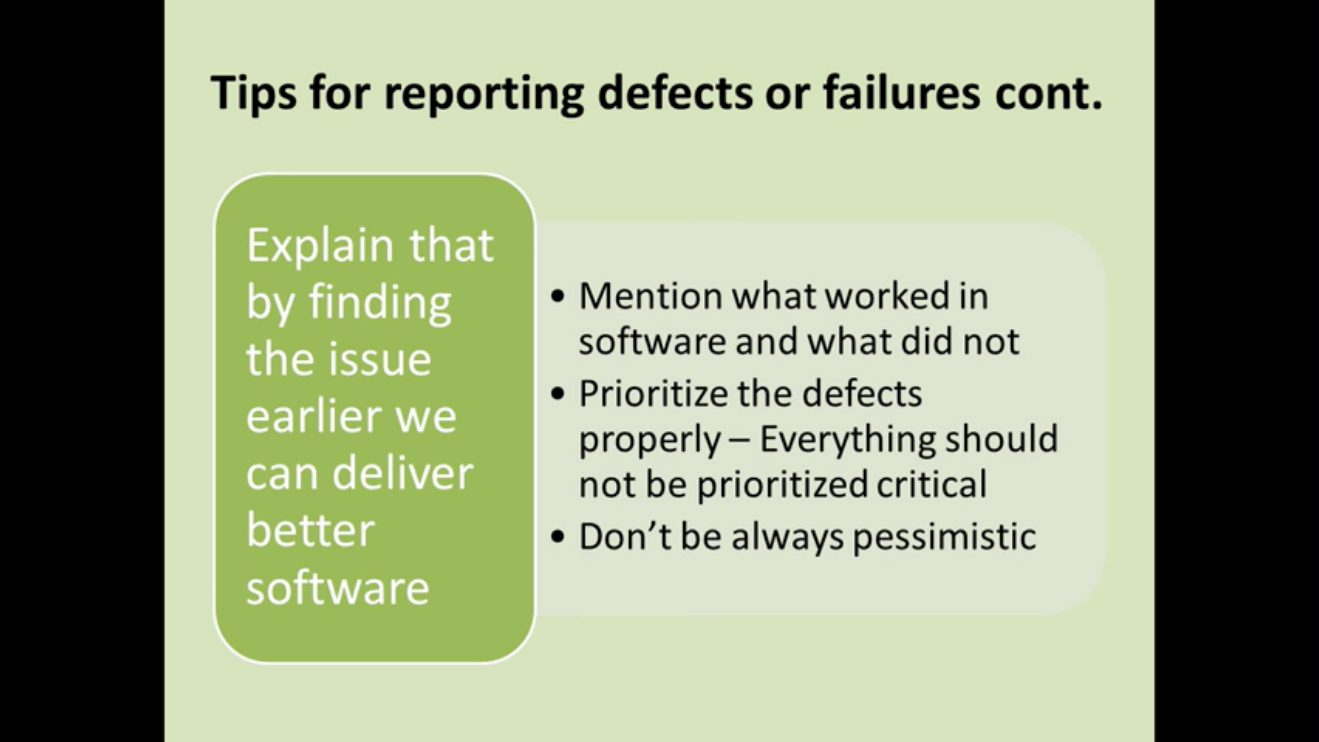 Tips for reporting defects or failures cont.
Explain that
by finding
the issue
earlier we
can deliver
better
software
• Mention what worked in
software and what did not
• Prioritize the defects
properly – Everything should
not be prioritized critical
• Don’t be always pessimistic